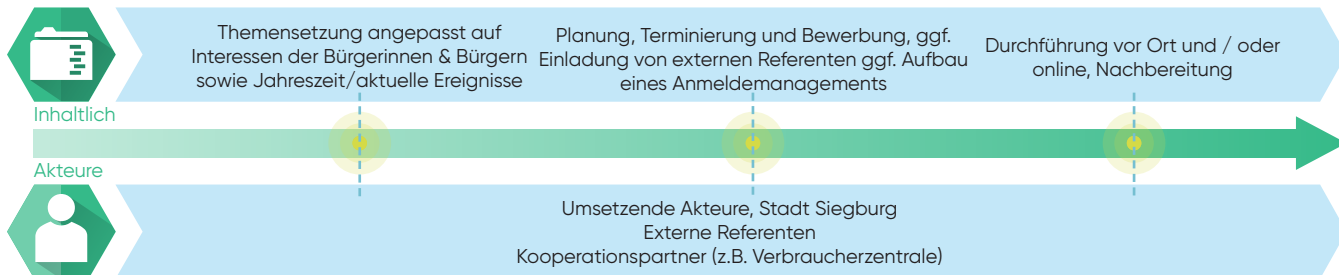 Themensetzung angepasst auf
Interessen der Bürgerinnen & Bürgern
sowie Jahreszeit/aktuelle Ereignisse
Planung, Terminierung und Bewerbung, ggf.
Einladung von externen Referenten ggf. Aufbau
eines Anmeldemanagements
Durchführung vor Ort und / oder
online, Nachbereitung
Inhaltlich
Akteure
Umsetzende Akteure, Stadt Siegburg
Externe Referenten
Kooperationspartner (z.B. Verbraucherzentrale)